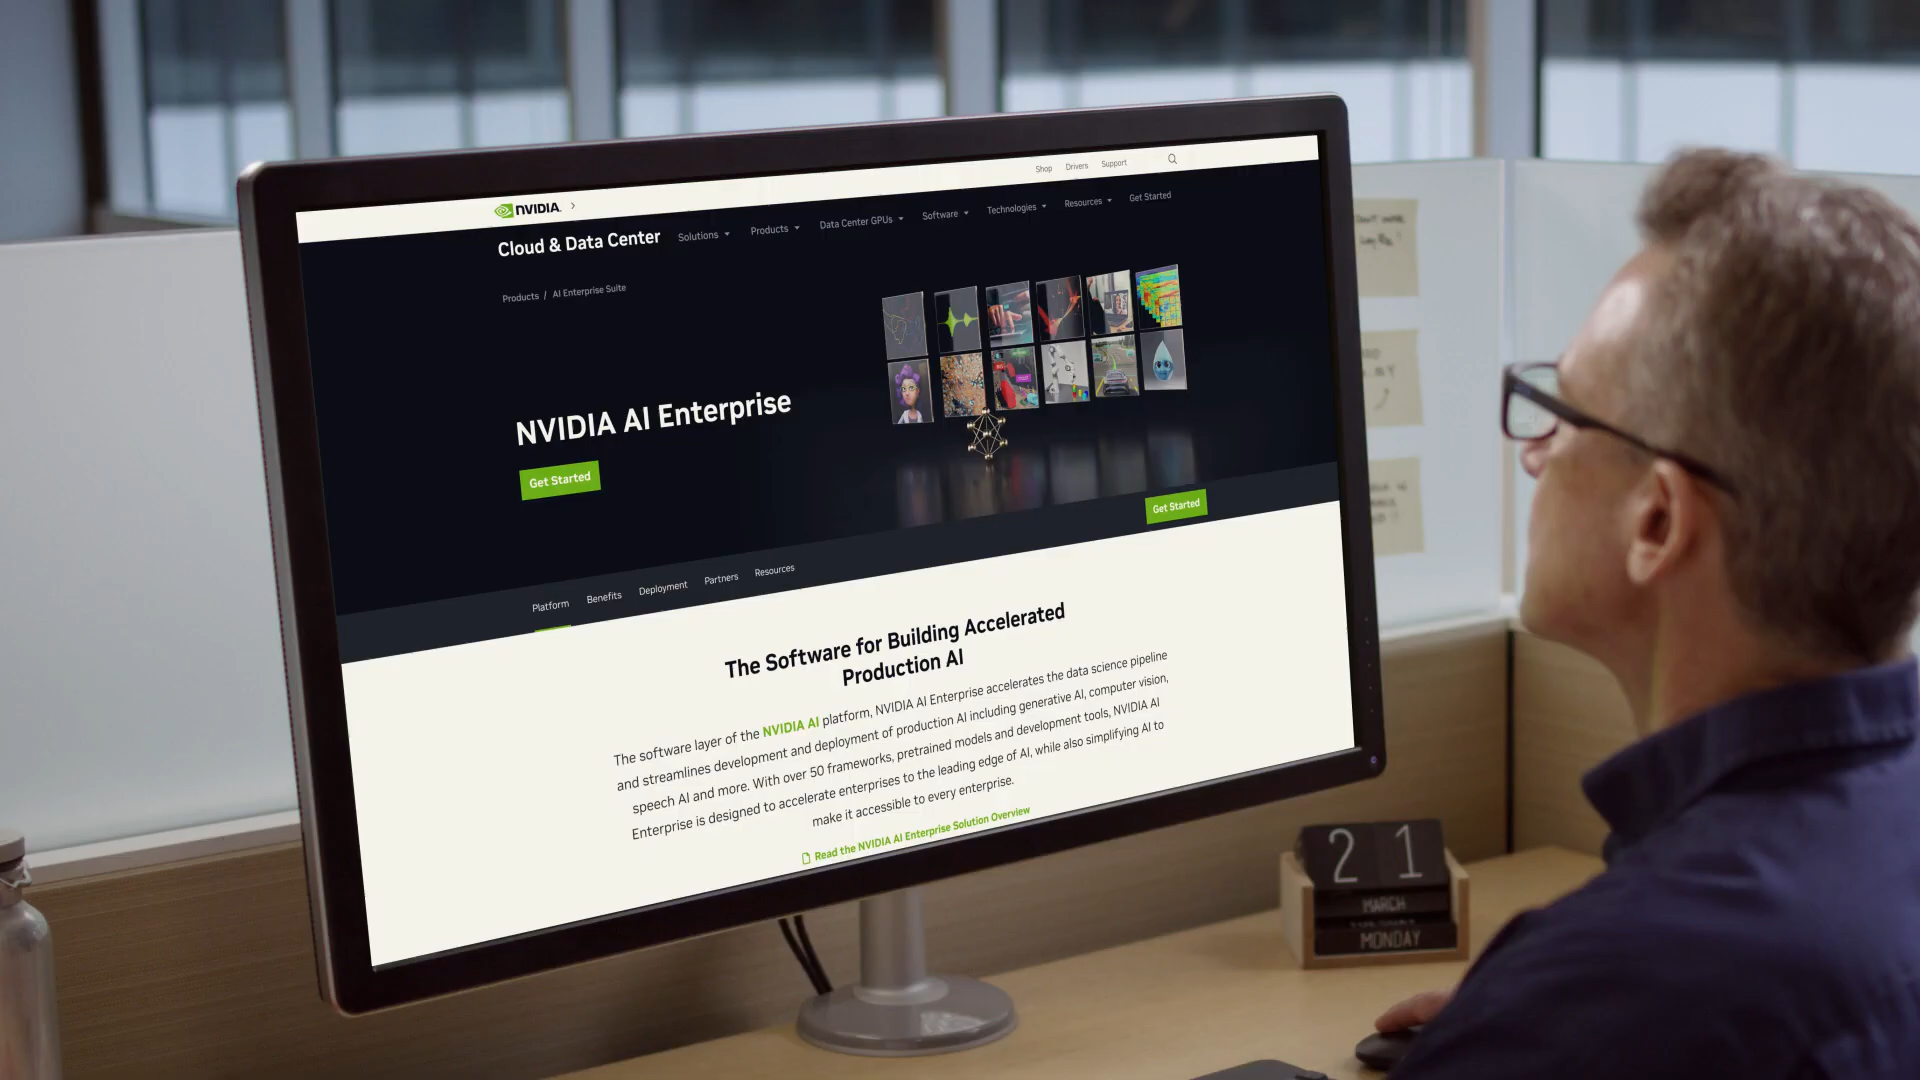 Shop Drivers Support
NVIDIA.
Cloud & Data Center Solutions Products Data Center GPUs Software Technologies Resources Get Started
Products / AI Enterprise Suite
NVIDIA AI Enterprise
Get Started
Get Started
Platform Benefits Deployment Partners Resources
The Software for Building Accelerated
Production AI
The software layer of the NVIDIA AI platform, NVIDIA AI Enterprise accelerates the data science pipeline
and streamlines development and deployment of production AI including generative AI, computer vision,
speech AI and more. With over 50 frameworks, pretrained models and development tools, NVIDIA AI
Enterprise is designed to accelerate enterprises to the leading edge of AI, while also simplifying AI to
make it accessible to every enterprise.
Read the NVIDIA AI Enterprise Solution Overview
21
MARCH
MONDAY